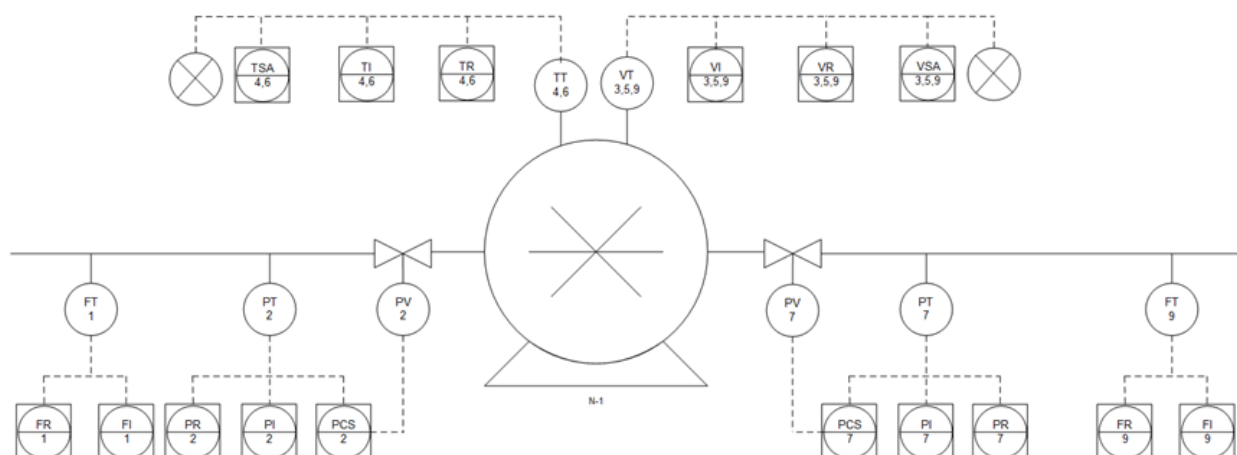 TSA
4,6
TI
4,6
TR
4,6
TT
4,6
VT
3,5,9
VI
3,5,9
VR
3,5,9
VSA
3,5,9
FT
1
PT
2
PV
2
PV
7
PT
7
FT
9
N-1
FR
1
FI
1
PR
2
PI
2
PCS
2
PCS
7
PI
7
PR
7
FR
9
FI
9